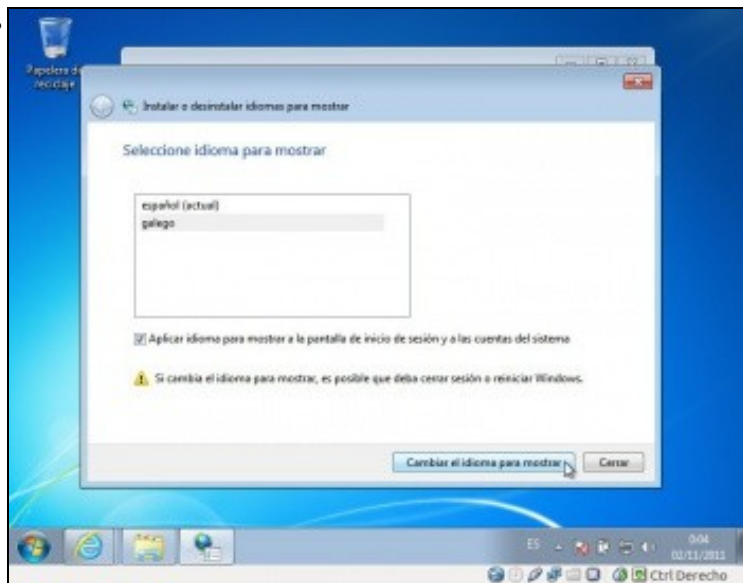 Papelera de
reciclaje
Instalar o desinstalar idiomas para mostrar
Seleccione idioma para mostrar
español (actual)
galego
Aplicar idioma para mostrar a la pantalla de inicio de sesión y a las cuentas del sistema
Si cambia el idioma para mostrar, es posible que deba cerrar sesión o reiniciar Windows.
Cambiar el idioma para mostrar
Cerrar
ES
0:04
02/11/2011
Ctrl Derecho